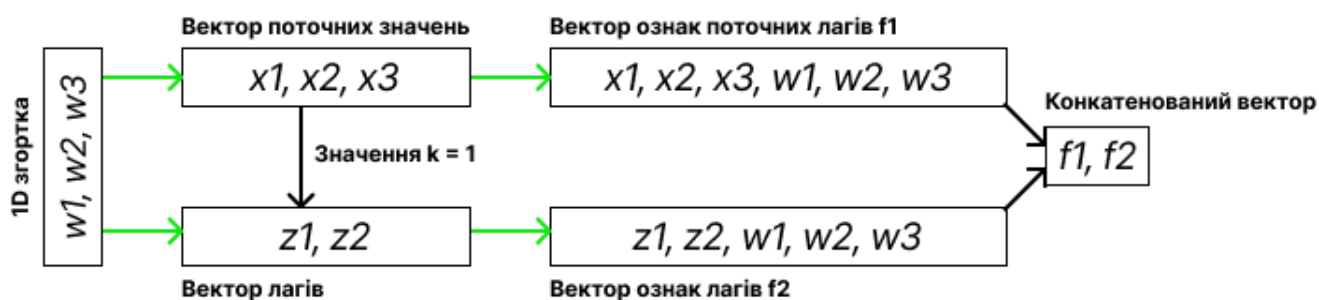 Вектор поточних значень
Вектор ознак поточних лагів f1
x1, x2, x3
x1, x2, x3, w1, w2, w3
1D згортка
w1, w2, w3
Конкатенований вектор
f1, f2
Значення k = 1
z1, z2
z1, z2, w1, w2, w3
Вектор лагів
Вектор ознак лагів f2